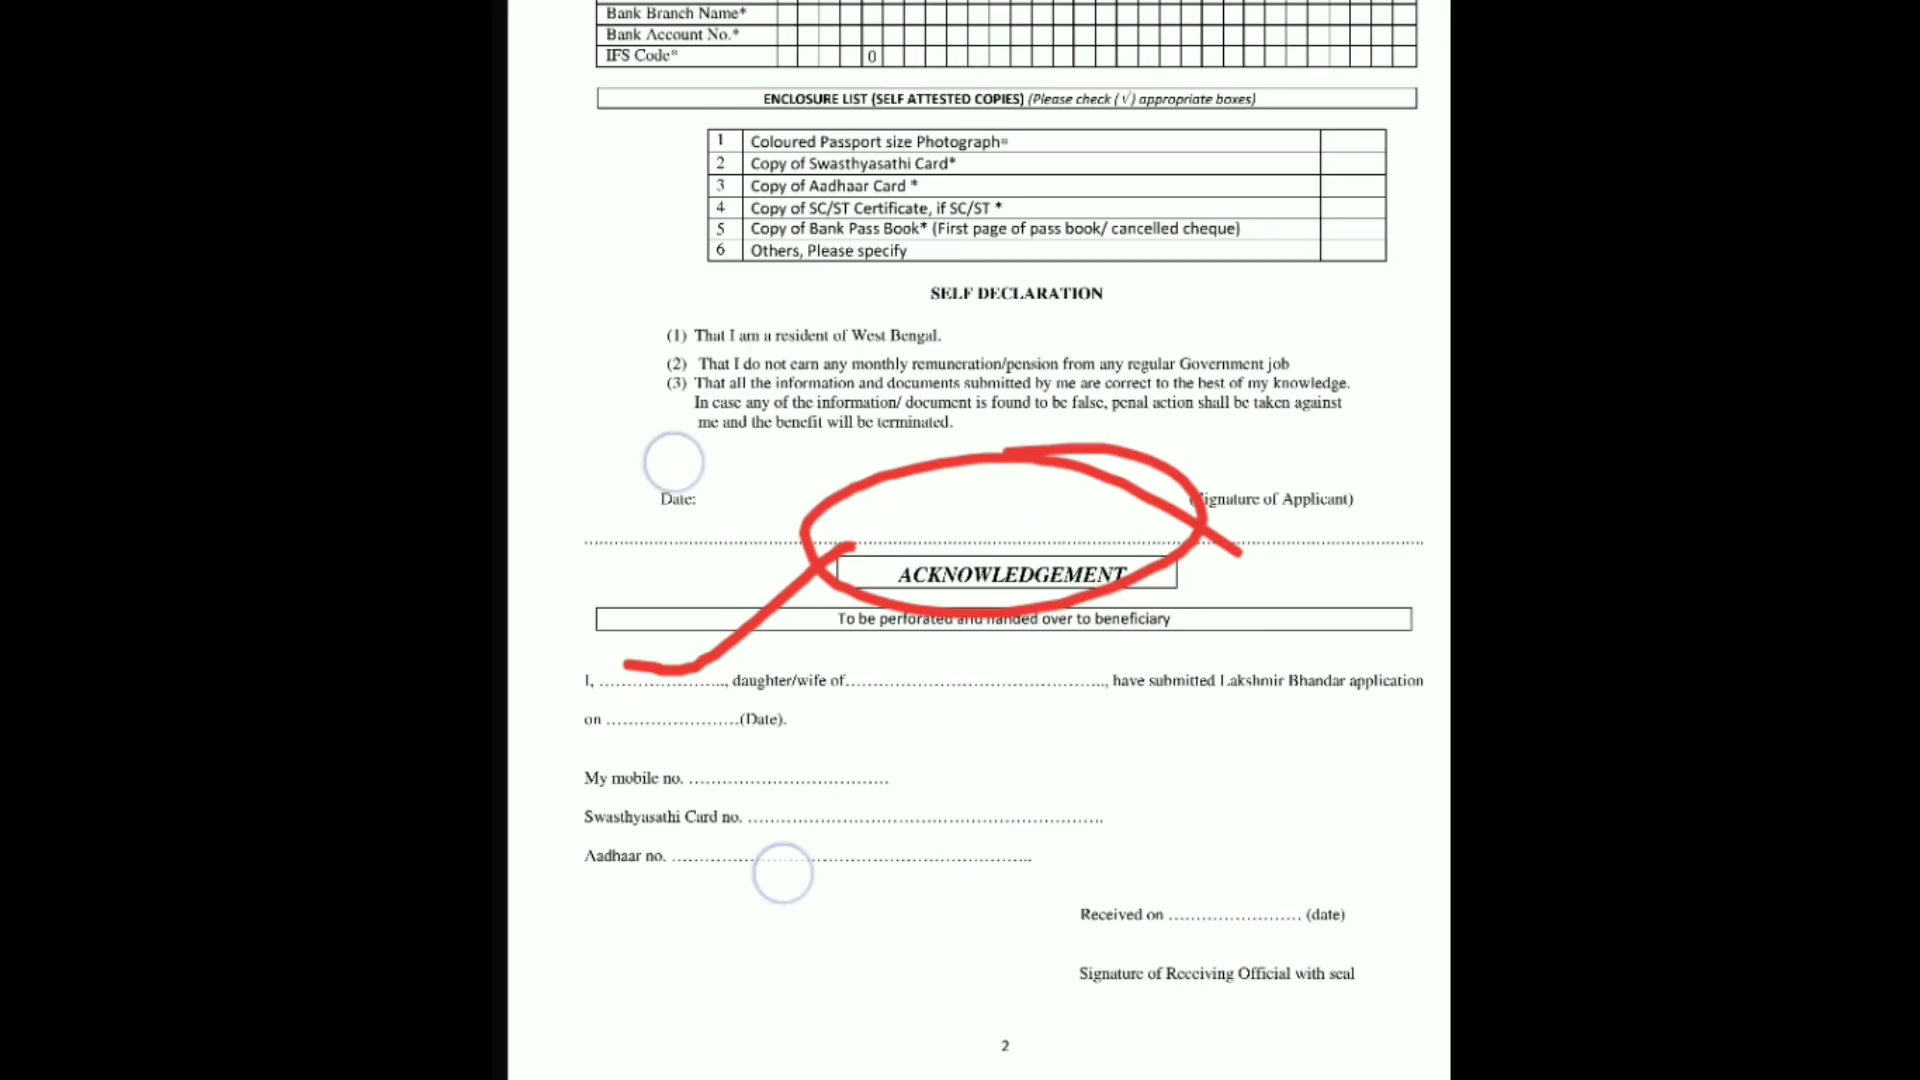 Bank Branch Name*
Bank Account No.*
IFS Code* 0
ENCLOSURE LIST (SELF ATTESTED COPIES) (Please check (√) appropriate boxes)
1 Coloured Passport size Photograph*
2 Copy of Swasthyasathi Card*
3 Copy of Aadhaar Card *
4 Copy of SC/ST Certificate, if SC/ST *
5 Copy of Bank Pass Book* (First page of pass book/ cancelled cheque)
6 Others, Please specify
SELF DECLARATION
(1) That I am a resident of West Bengal.
(2) That I do not earn any monthly remuneration/pension from any regular Government job
(3) That all the information and documents submitted by me are correct to the best of my knowledge.
In case any of the information/ document is found to be false, penal action shall be taken against
me and the benefit will be terminated.
Date: (Signature of Applicant)
ACKNOWLEDGEMENT
To be perforated and handed over to beneficiary
I, ........................, daughter/wife of................................................, have submitted Lakshmir Bhandar application
on ........................(Date).
My mobile no. ....................................
Swasthyasathi Card no. ................................................................
Aadhaar no. .................................................................
Received on ........................ (date)
Signature of Receiving Official with seal
2